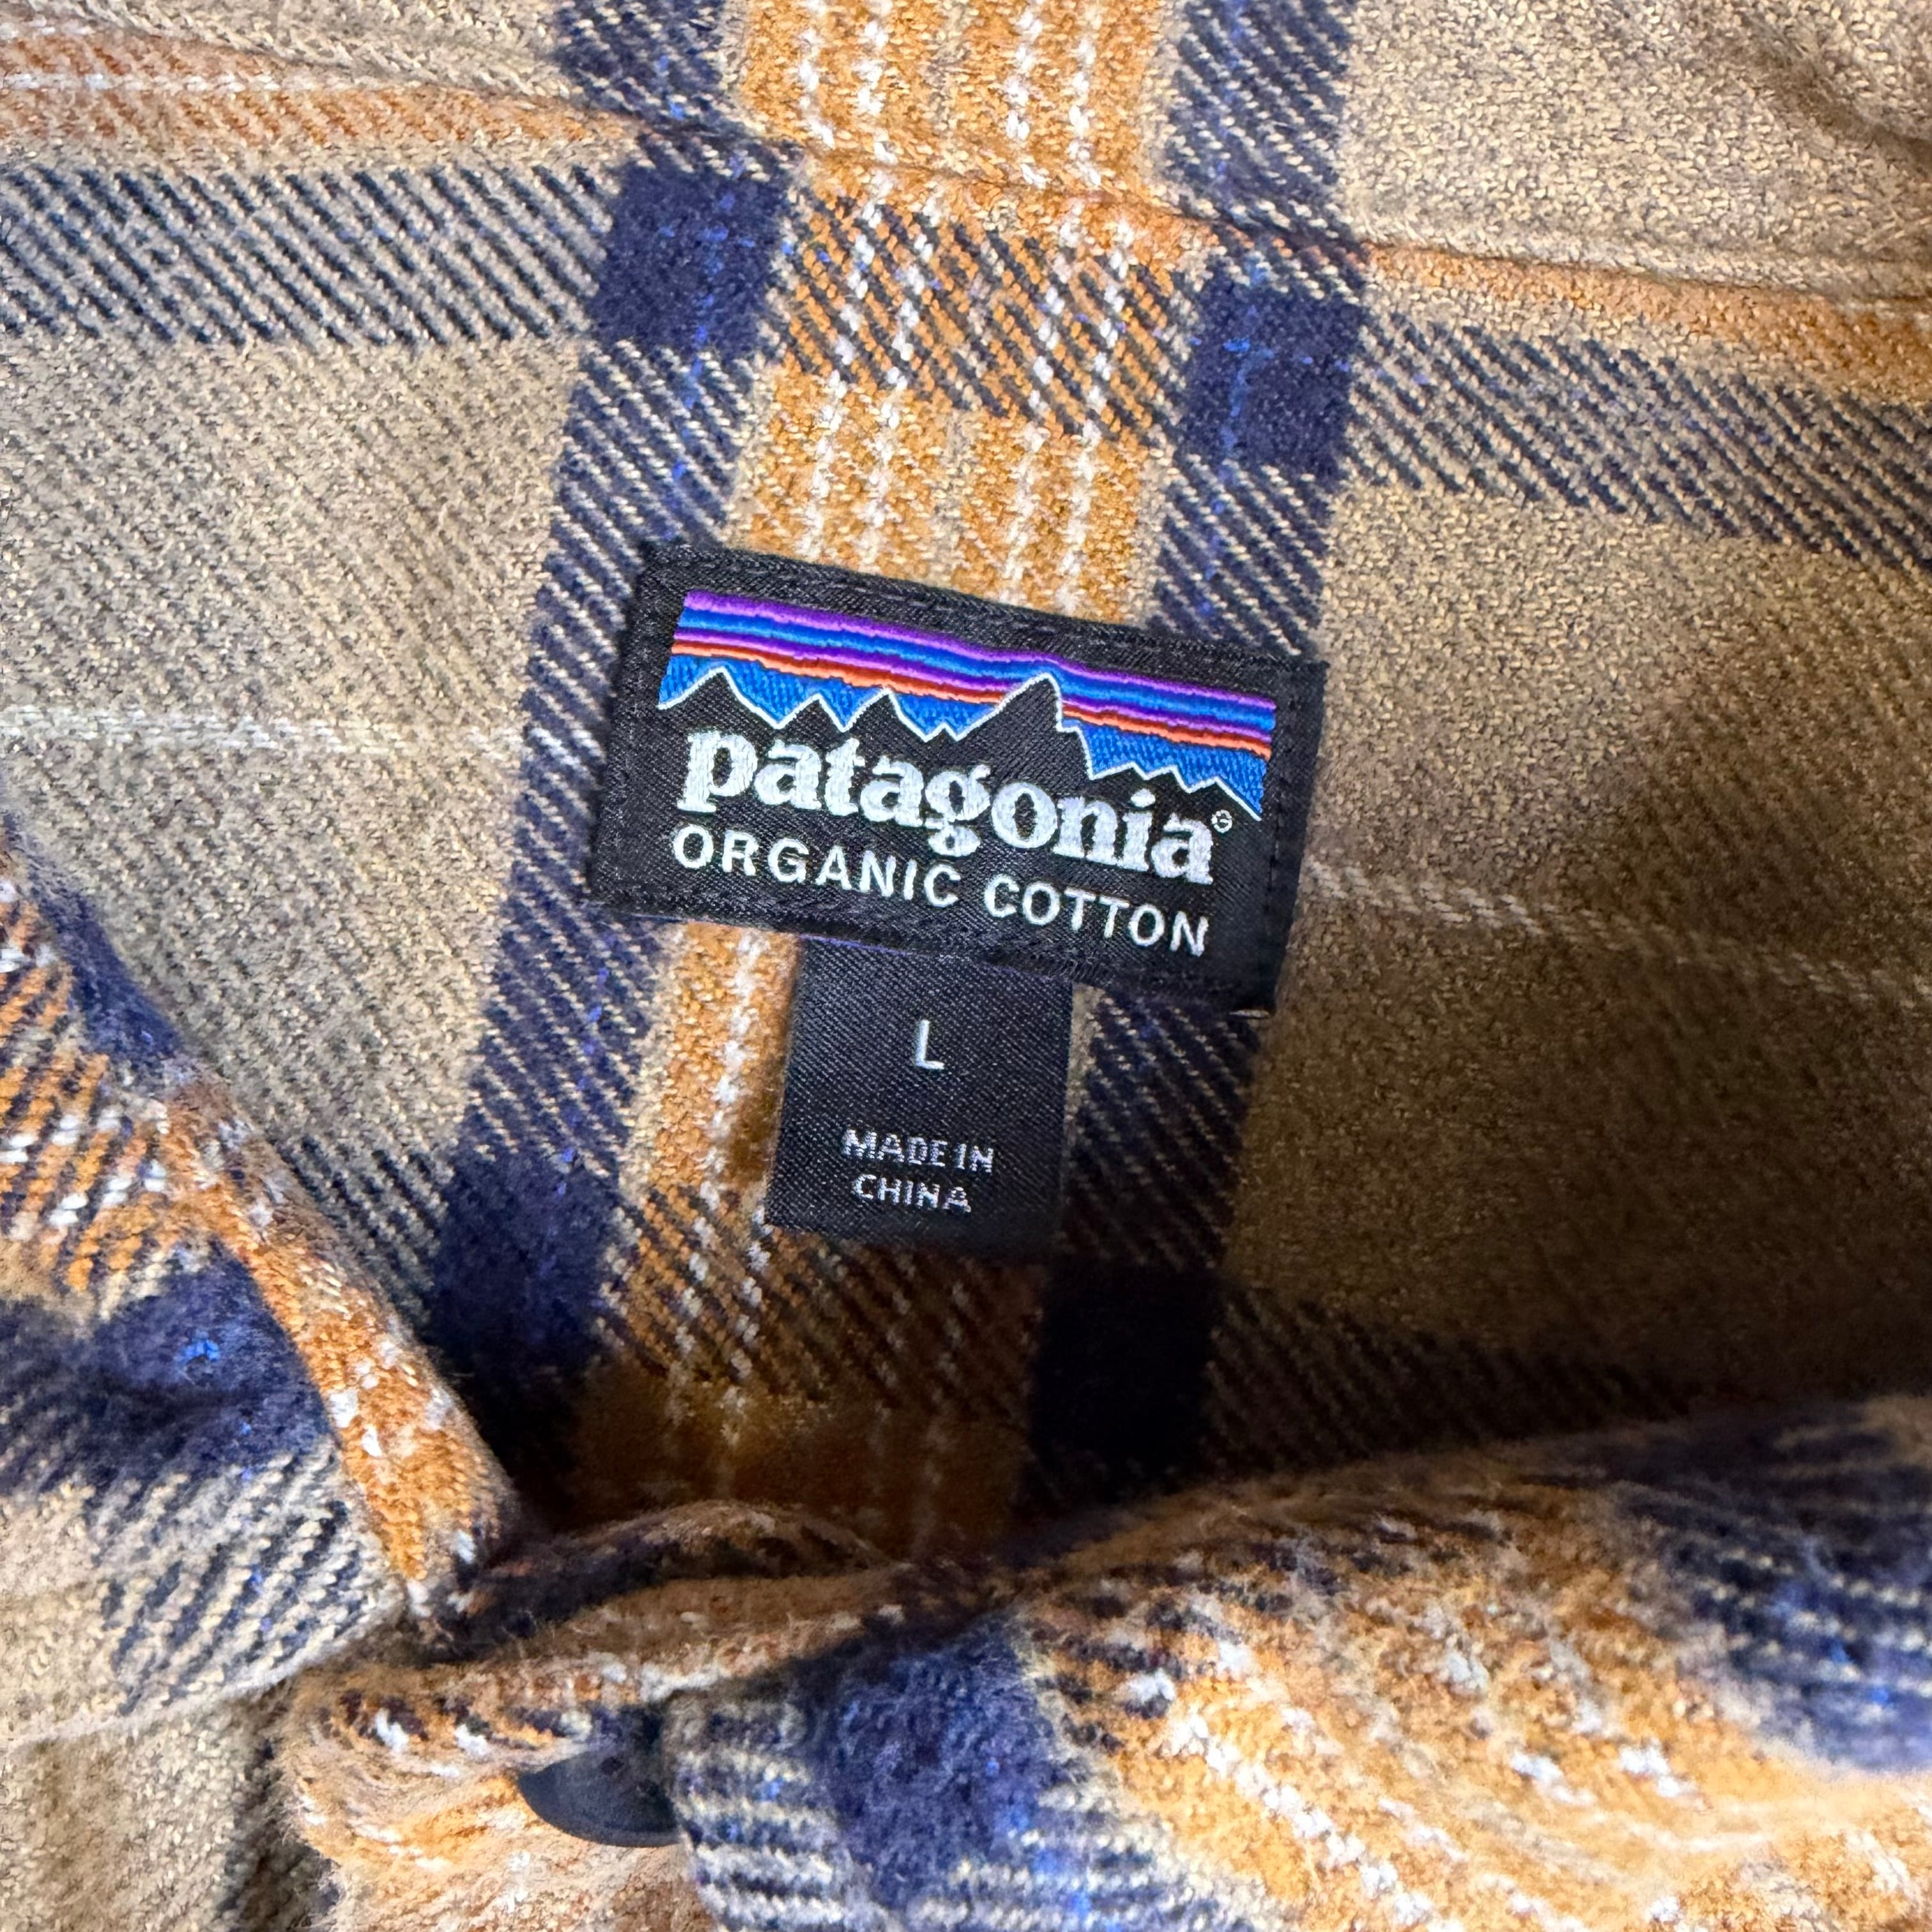 patagonia®
ORGANIC COTTON
L
MADE IN
CHINA